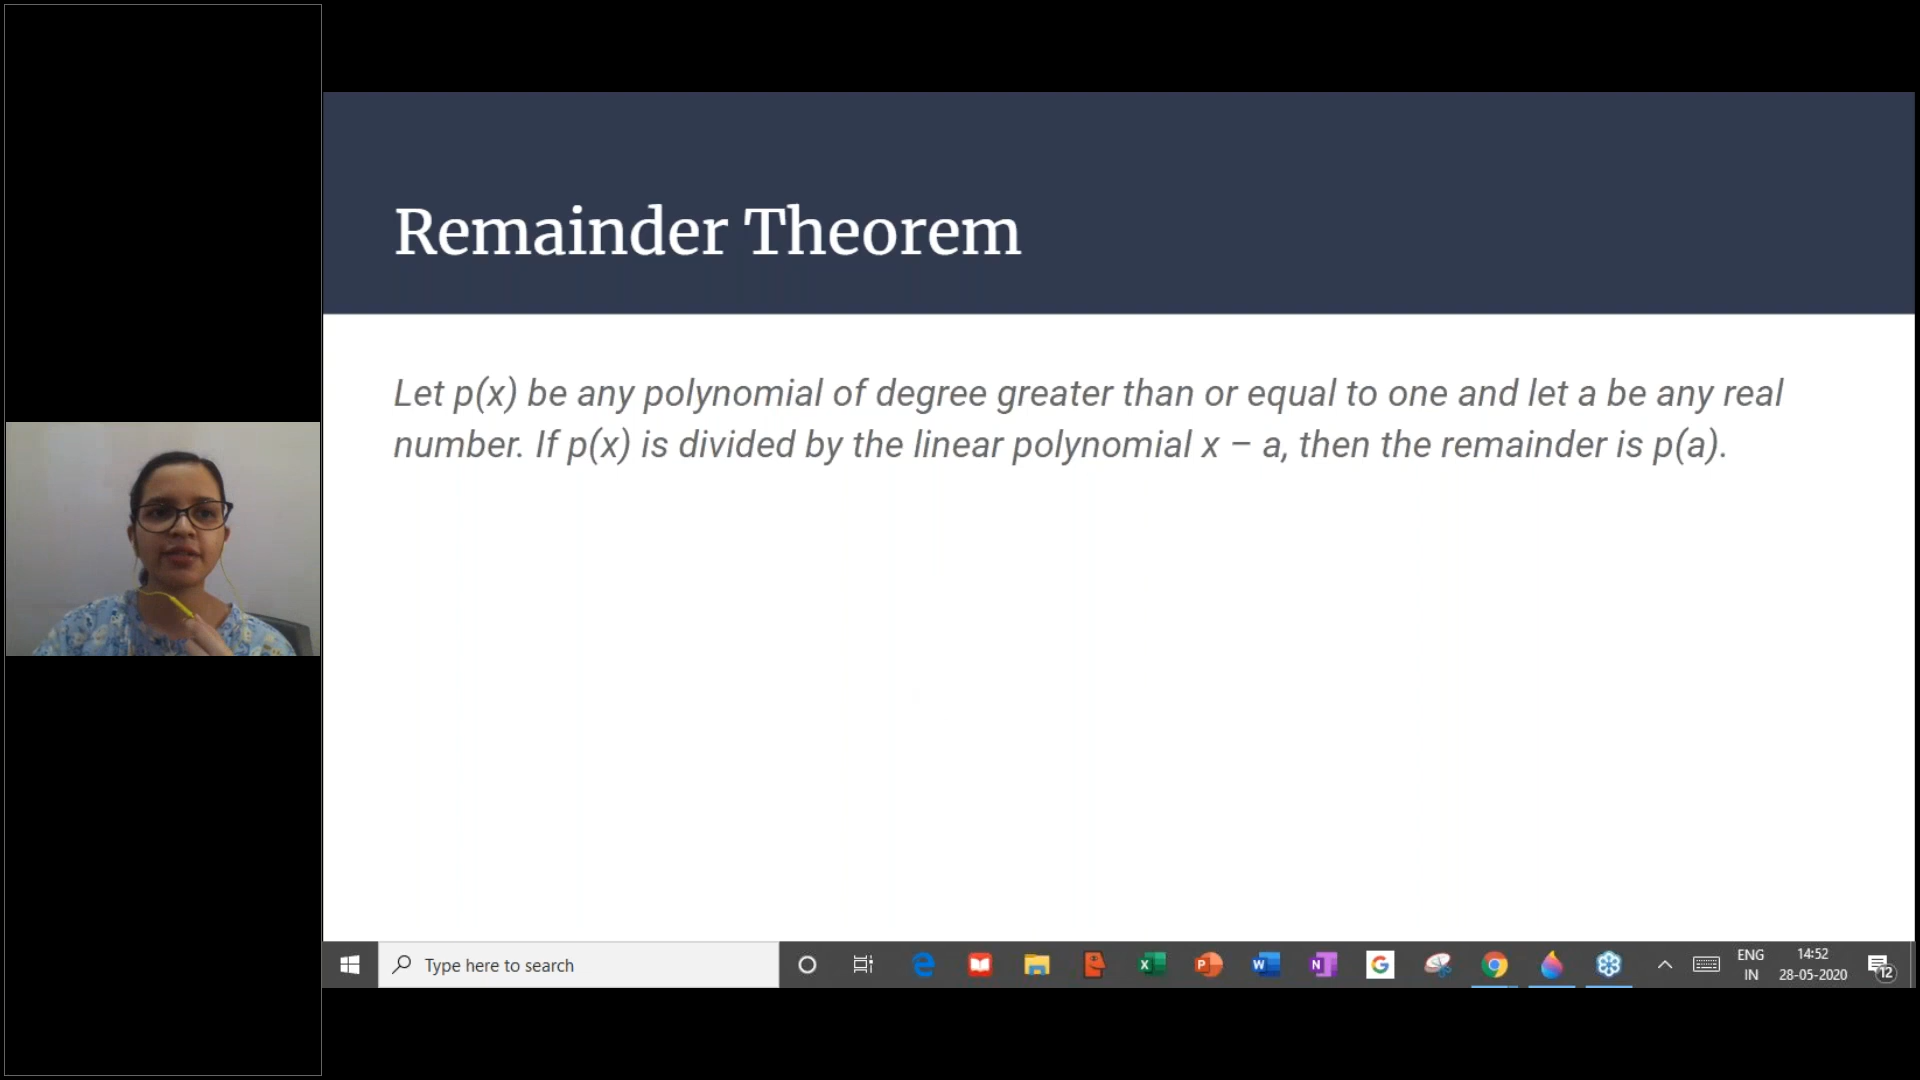 Remainder Theorem
Let p(x) be any polynomial of degree greater than or equal to one and let a be any real
number. If p(x) is divided by the linear polynomial x – a, then the remainder is p(a).
Type here to search
ENG
IN
14:52
28-05-2020
12